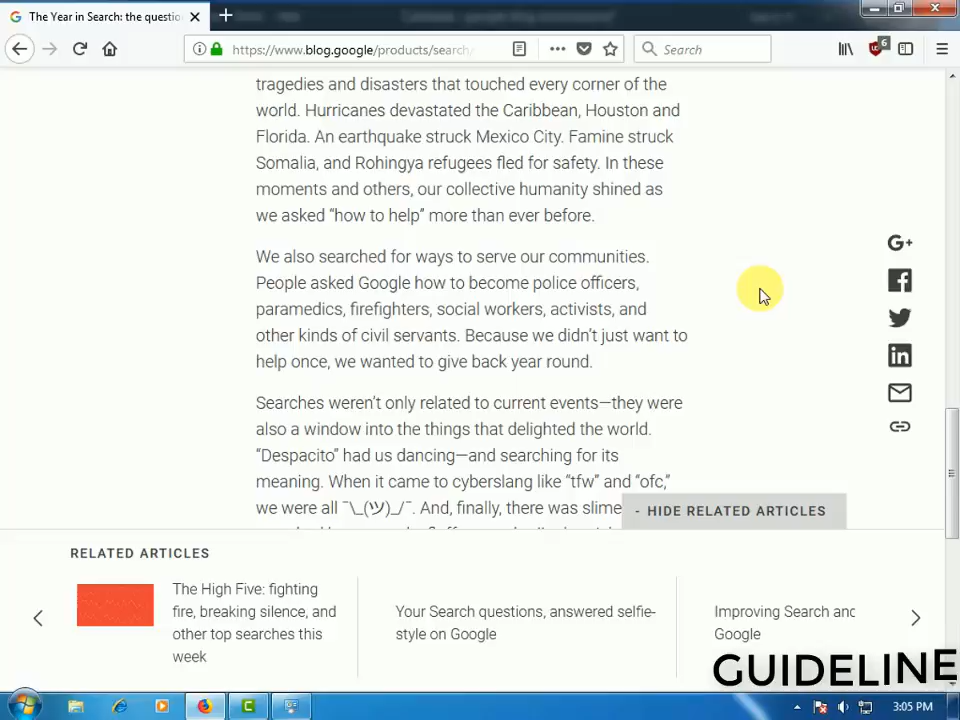 The Year in Search: the questio
https://www.blog.google/products/search/
Search
6
tragedies and disasters that touched every corner of the
world. Hurricanes devastated the Caribbean, Houston and
Florida. An earthquake struck Mexico City. Famine struck
Somalia, and Rohingya refugees fled for safety. In these
moments and others, our collective humanity shined as
we asked “how to help” more than ever before.
We also searched for ways to serve our communities.
People asked Google how to become police officers,
paramedics, firefighters, social workers, activists, and
other kinds of civil servants. Because we didn’t just want to
help once, we wanted to give back year round.
Searches weren’t only related to current events—they were
also a window into the things that delighted the world.
“Despacito” had us dancing—and searching for its
meaning. When it came to cyberslang like “tfw” and “ofc,”
we were all ¯\_(ツ)_/¯. And, finally, there was slime
- HIDE RELATED ARTICLES
RELATED ARTICLES
The High Five: fighting
fire, breaking silence, and
other top searches this
week
Your Search questions, answered selfie-
style on Google
Improving Search and
Google
GUIDELINE
3:05 PM